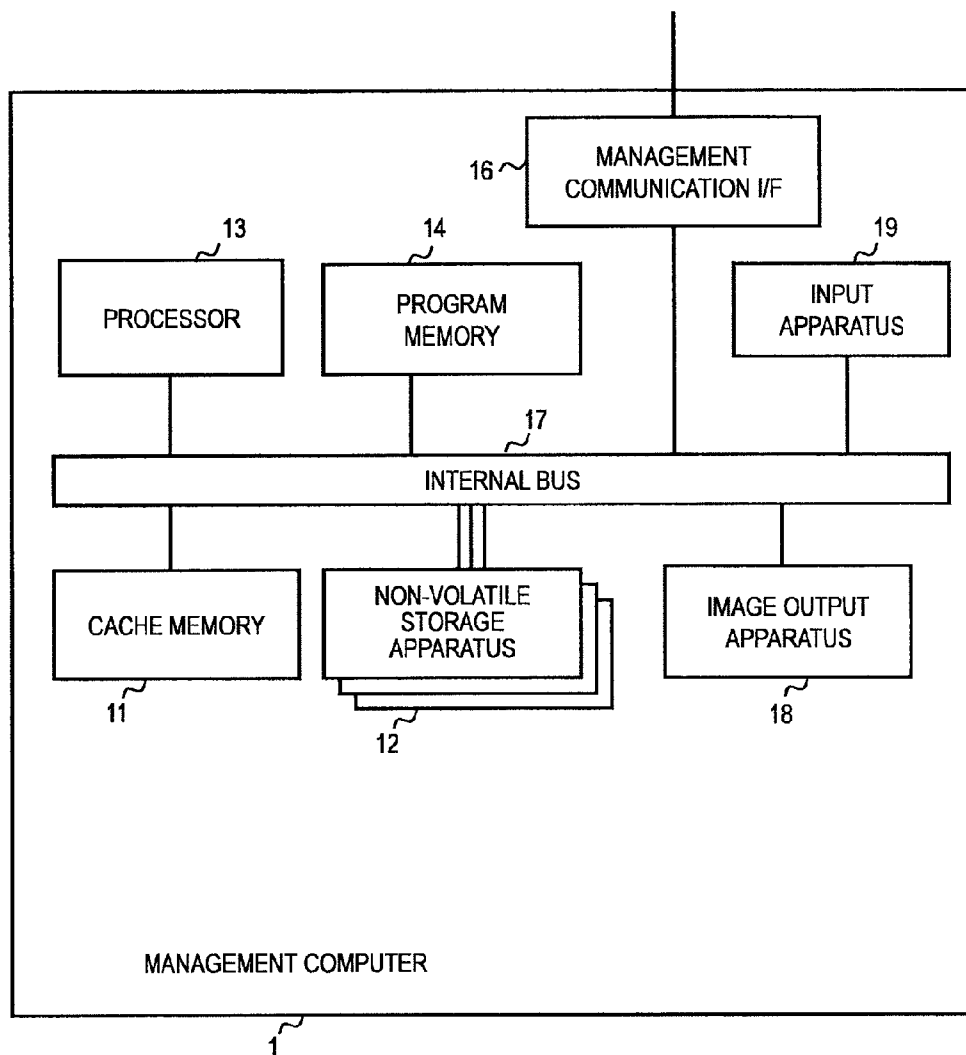 16
MANAGEMENT
COMMUNICATION I/F
13
PROCESSOR
14
PROGRAM
MEMORY
19
INPUT
APPARATUS
17
INTERNAL BUS
CACHE MEMORY
11
NON-VOLATILE
STORAGE
APPARATUS
12
IMAGE OUTPUT
APPARATUS
18
MANAGEMENT COMPUTER
1